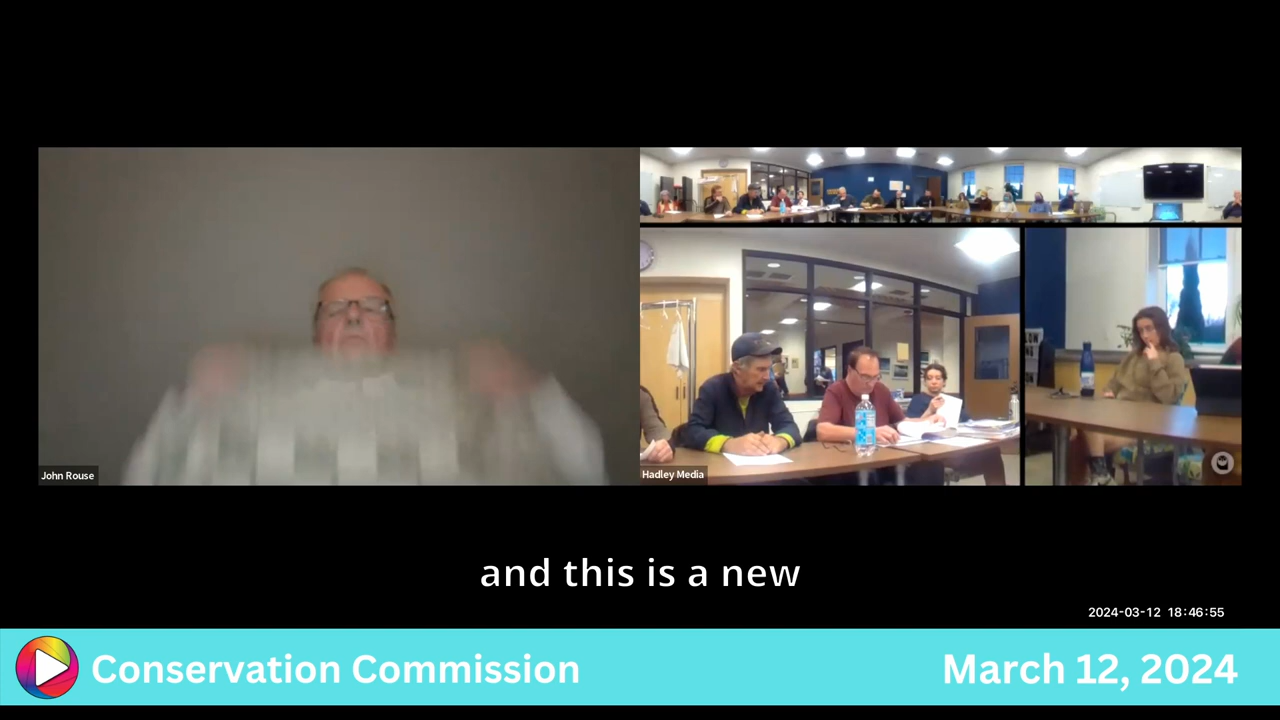 John Rouse
Hadley Media
and this is a new
2024-03-12 18:46:55
Conservation Commission
March 12, 2024